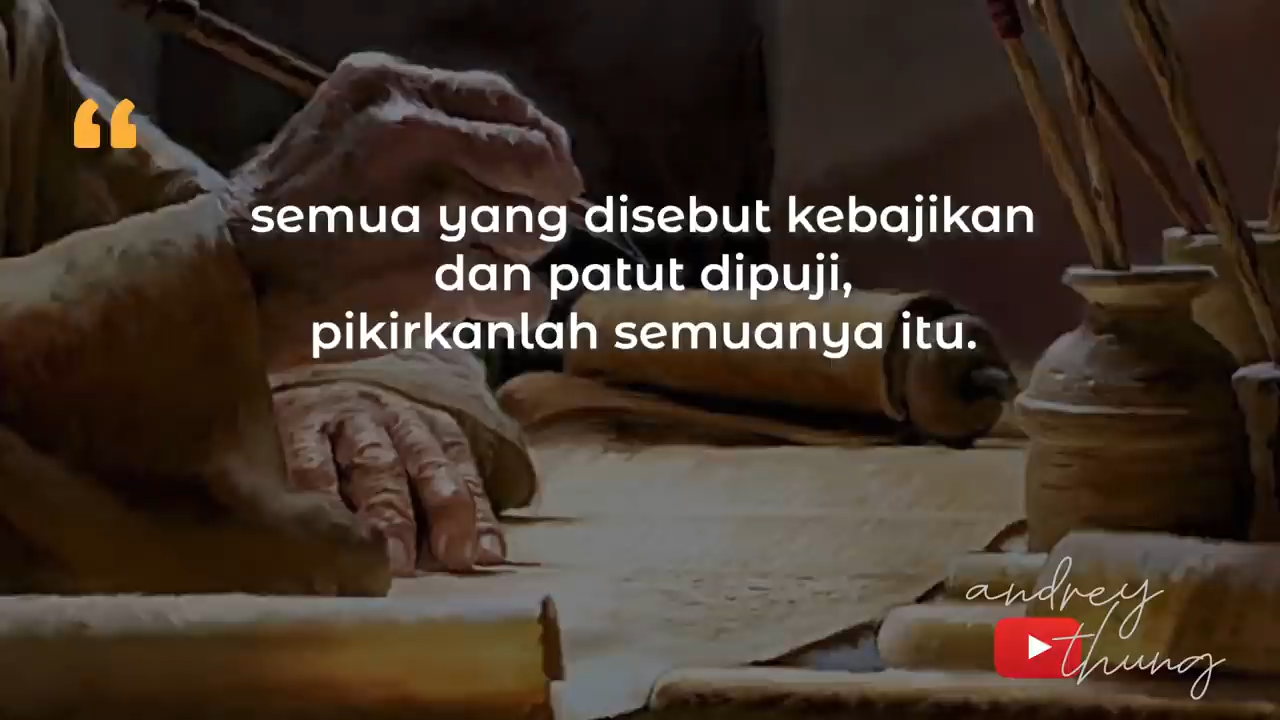 “
semua yang disebut kebajikan
dan patut dipuji,
pikirkanlah semuanya itu.
andrey
thung